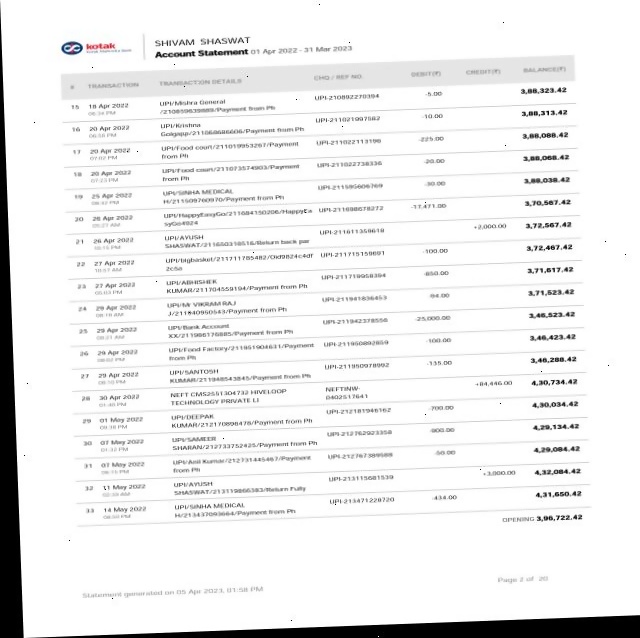 kotak
Kotak Mahindra Bank
SHIVAM SHASWAT
Account Statement 01 Apr 2022 - 31 Mar 2023
# TRANSACTION TRANSACTION DETAILS CHQ / REF NO. DEBIT(₹) CREDIT(₹) BALANCE(₹)
15 18 Apr 2022 UPI/Mishra General UPI-210892270394 -5.00 3,88,323.42
06:34 PM /210859639889/Payment from Ph
16 20 Apr 2022 UPI/Krishna UPI-211021997582 -10.00 3,88,313.42
06:58 PM Golgapp/211068686606/Payment from Ph
17 20 Apr 2022 UPI/Food court/211019953267/Payment UPI-211022113196 -225.00 3,88,088.42
07:02 PM from Ph
18 20 Apr 2022 UPI/Food court/211073574903/Payment UPI-211022738336 -20.00 3,88,068.42
07:23 PM from Ph
19 25 Apr 2022 UPI/SINHA MEDICAL UPI-211595606769 -30.00 3,88,038.42
08:42 PM H/211509760970/Payment from Ph
20 26 Apr 2022 UPI/HappyEasyGo/211684150206/HappyEa UPI-211698678272 -17,471.00 3,70,567.42
05:21 AM syGo4924
21 26 Apr 2022 UPI/AYUSH UPI-211611359618 +2,000.00 3,72,567.42
06:15 PM SHASWAT/211650318516/Return back par
22 27 Apr 2022 UPI/bigbasket/211711785482/Oid9824c4df UPI-211715159691 -100.00 3,72,467.42
10:57 AM 2c5a
23 27 Apr 2022 UPI/ABHISHEK UPI-211719958394 -850.00 3,71,617.42
05:03 PM KUMAR/211704559194/Payment from Ph
24 29 Apr 2022 UPI/Mr VIKRAM RAJ UPI-211941836453 -94.00 3,71,523.42
08:19 AM J/211940950543/Payment from Ph
25 29 Apr 2022 UPI/Bank Account UPI-211942378556 -25,000.00 3,46,523.42
09:21 AM XX/211986176885/Payment from Ph
26 29 Apr 2022 UPI/Food Factory/211951904631/Payment UPI-211950892859 -100.00 3,46,423.42
08:02 PM from Ph
27 29 Apr 2022 UPI/SANTOSH UPI-211950978992 -135.00 3,46,288.42
08:10 PM KUMAR/211948543845/Payment from Ph
28 30 Apr 2022 NEFT CMS2551304732 HIVELOOP NEFTINW- +84,446.00 4,30,734.42
01:40 PM TECHNOLOGY PRIVATE LI 0402517641
29 01 May 2022 UPI/DEEPAK UPI-212181946162 -700.00 4,30,034.42
09:38 PM KUMAR/212170898478/Payment from Ph
30 07 May 2022 UPI/SAMEER UPI-212762923358 -900.00 4,29,134.42
01:32 PM SHARAN/212733752425/Payment from Ph
31 07 May 2022 UPI/Anil Kumar/212731445467/Payment UPI-212767389588 -50.00 4,29,084.42
06:15 PM from Ph
32 11 May 2022 UPI/AYUSH UPI-213115681539 +3,000.00 4,32,084.42
02:39 AM SHASWAT/213119866383/Return Fully
33 14 May 2022 UPI/SINHA MEDICAL UPI-213471228720 -434.00 4,31,650.42
08:50 PM H/213437093664/Payment from Ph
OPENING 3,96,722.42
Statement generated on 05 Apr 2023, 01:58 PM
Page 2 of 20